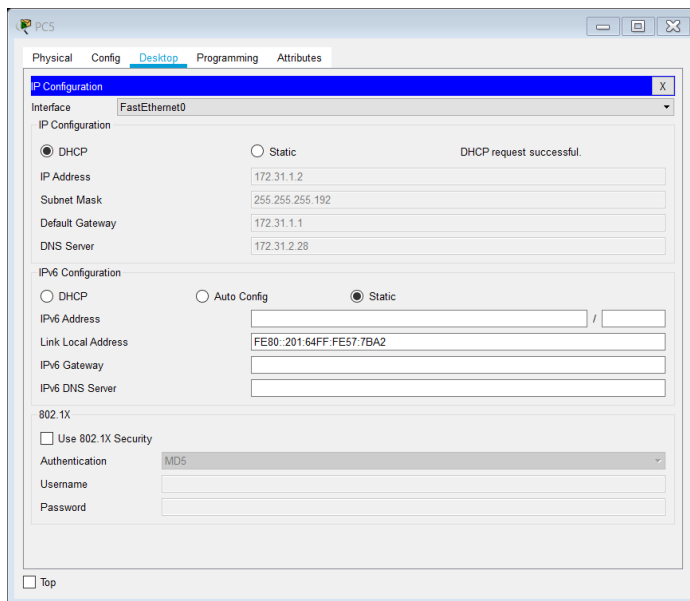 PC5
Physical Config Desktop Programming Attributes
IP Configuration X
Interface FastEthernet0
IP Configuration
DHCP Static DHCP request successful.
IP Address 172.31.1.2
Subnet Mask 255.255.255.192
Default Gateway 172.31.1.1
DNS Server 172.31.2.28
IPv6 Configuration
DHCP Auto Config Static
IPv6 Address /
Link Local Address FE80::201:64FF:FE57:7BA2
IPv6 Gateway
IPv6 DNS Server
802.1X
Use 802.1X Security
Authentication MD5
Username
Password
Top